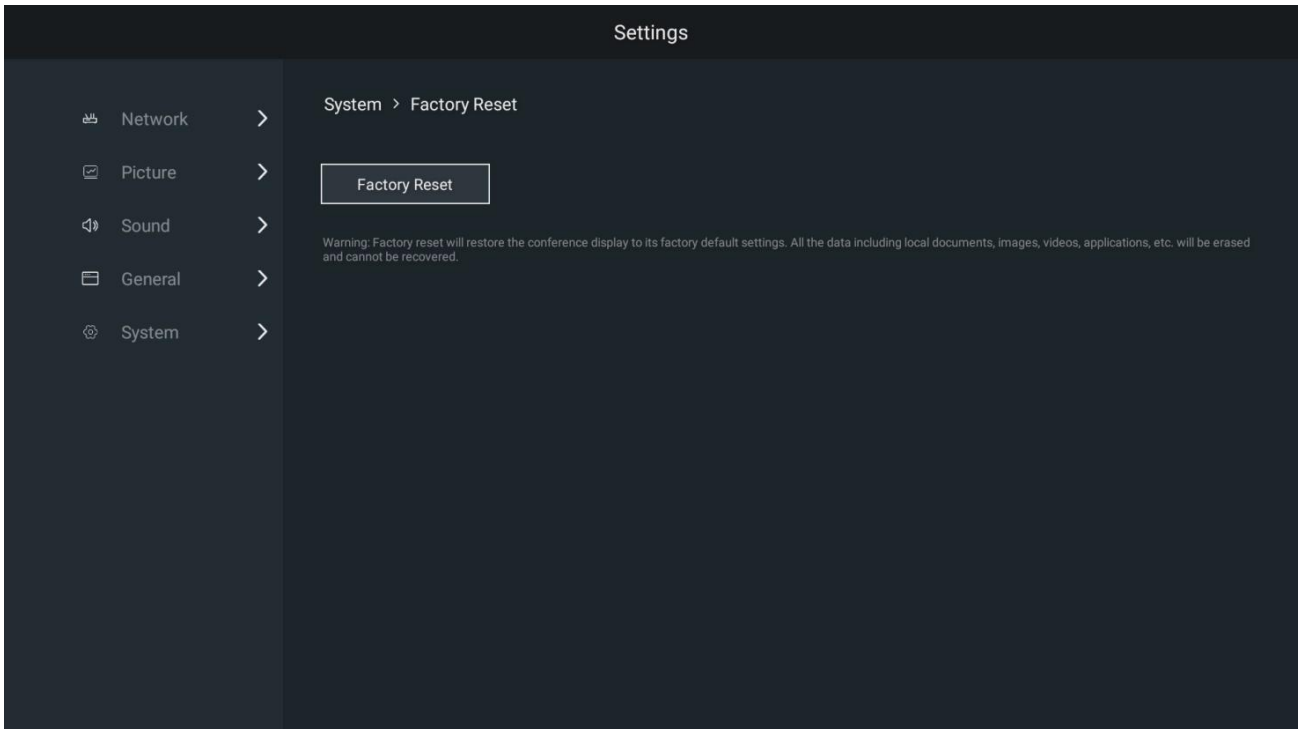 Settings
System > Factory Reset
Network
Picture
Sound
General
System
Factory Reset
Warning: Factory reset will restore the conference display to its factory default settings. All the data including local documents, images, videos, applications, etc. will be erased
and cannot be recovered.